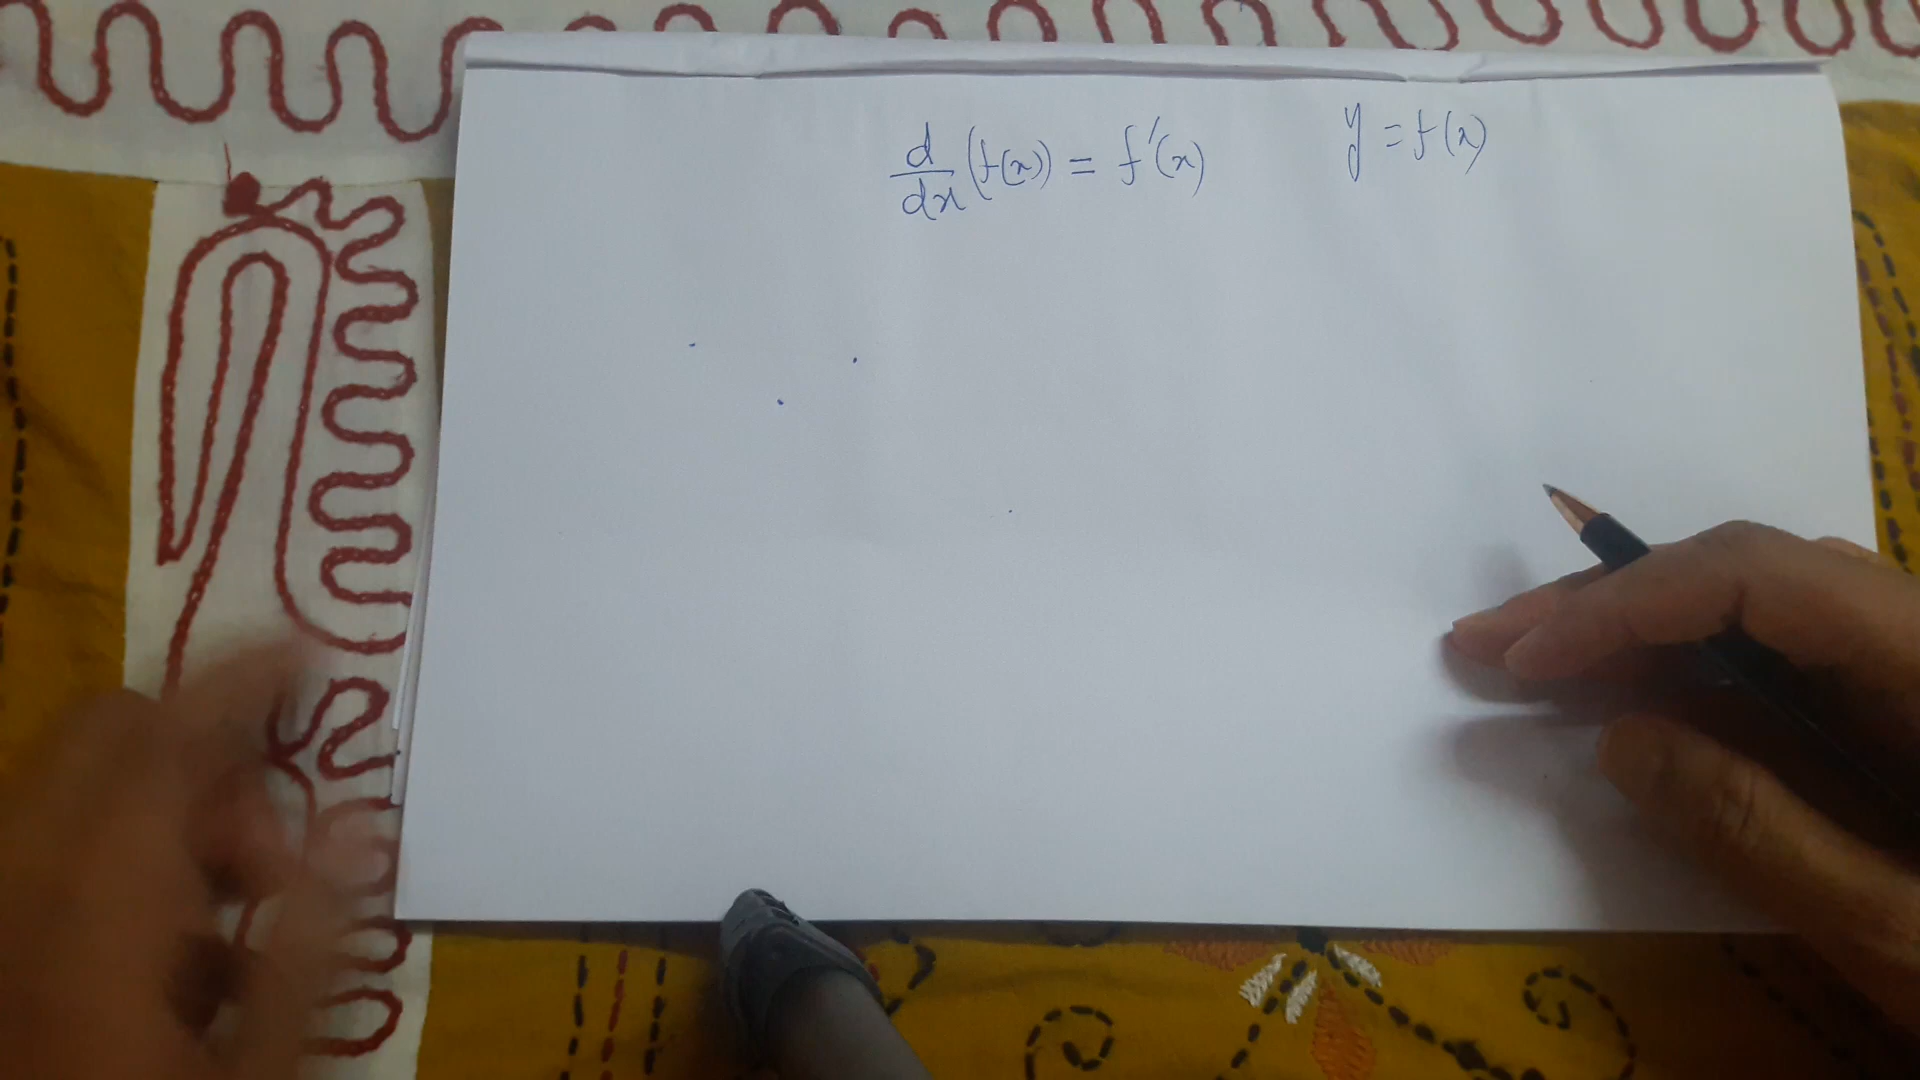 d/dx (f(x)) = f'(x)
y = f(x)